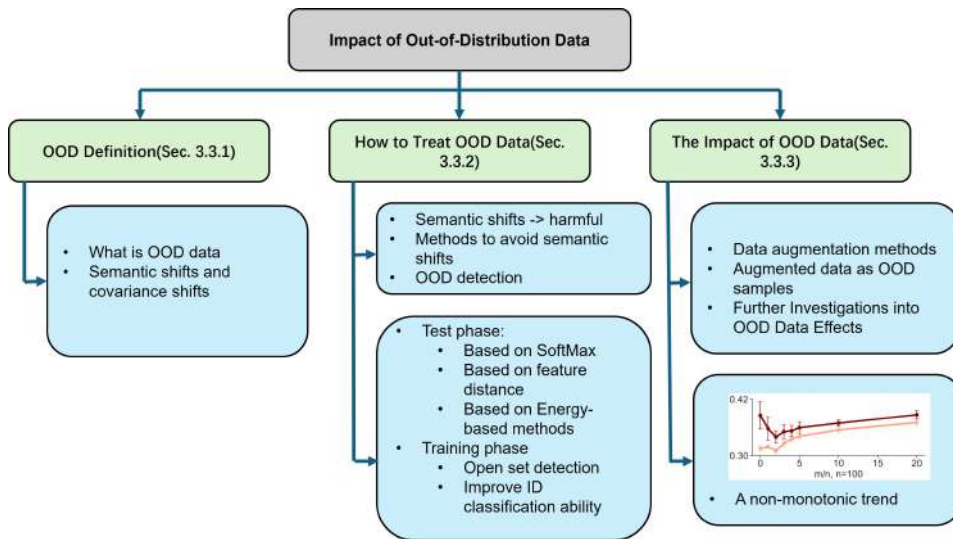 Impact of Out-of-Distribution Data
OOD Definition(Sec. 3.3.1)
What is OOD data
Semantic shifts and
covariance shifts
How to Treat OOD Data(Sec.
3.3.2)
Semantic shifts -> harmful
Methods to avoid semantic
shifts
OOD detection
Test phase:
Based on SoftMax
Based on feature
distance
Based on Energy-
based methods
Training phase
Open set detection
Improve ID
classification ability
The Impact of OOD Data(Sec.
3.3.3)
Data augmentation methods
Augmented data as OOD
samples
Further Investigations into
OOD Data Effects
0.42
0.30
0 5 10 15 20
m/n, n=100
A non-monotonic trend